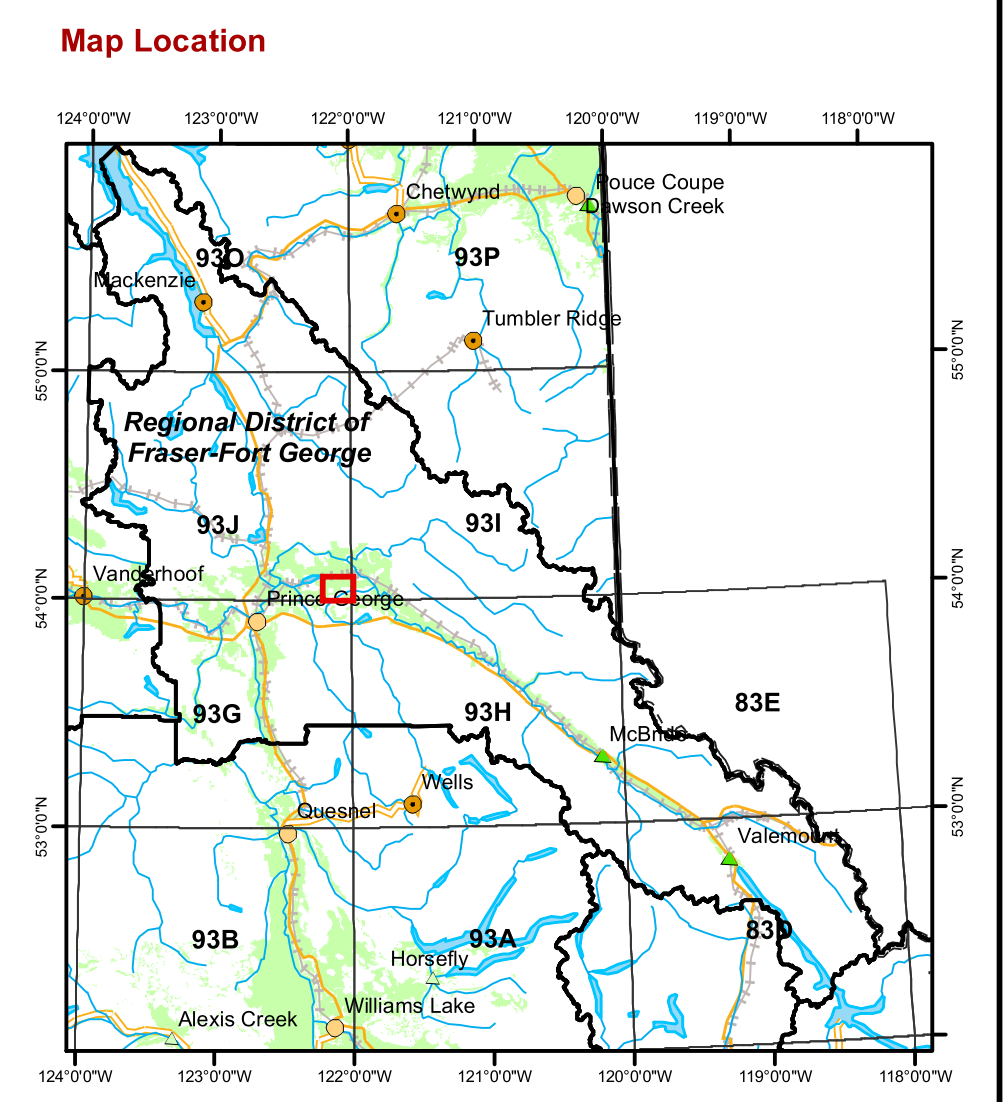 Map Location
124°0'0"W
123°0'0"W
122°0'0"W
121°0'0"W
120°0'0"W
119°0'0"W
118°0'0"W
Pouce Coupe
Chetwynd
Dawson Creek
93O
93P
Mackenzie
Tumbler Ridge
55°0'0"N
55°0'0"N
Regional District of
Fraser-Fort George
93J
93I
Vanderhoof
54°0'0"N
54°0'0"N
Prince George
93G
93H
83E
McBride
Wells
Quesnel
53°0'0"N
53°0'0"N
Valemount
93B
93A
83D
Horsefly
Williams Lake
Alexis Creek
124°0'0"W
123°0'0"W
122°0'0"W
121°0'0"W
120°0'0"W
119°0'0"W
118°0'0"W